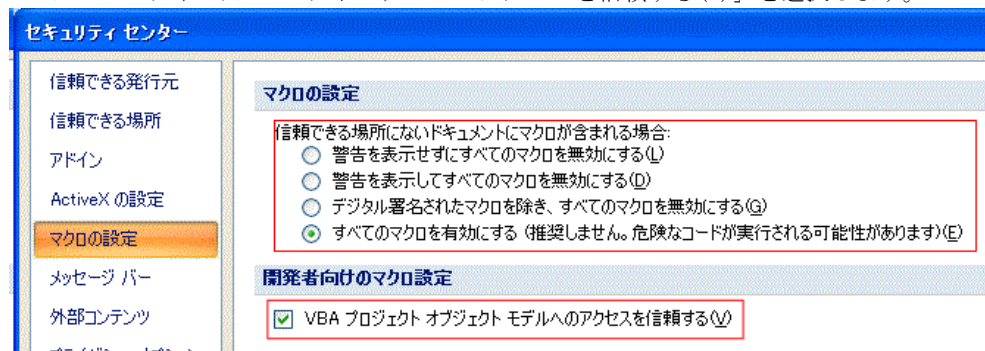 を選択します。
セキュリティ センター
信頼できる発行元
信頼できる場所
アドイン
ActiveX の設定
マクロの設定
メッセージ バー
外部コンテンツ
マクロの設定
信頼できる場所にないドキュメントにマクロが含まれる場合:
警告を表示せずにすべてのマクロを無効にする(L)
警告を表示してすべてのマクロを無効にする(D)
デジタル署名されたマクロを除き、すべてのマクロを無効にする(G)
すべてのマクロを有効にする (推奨しません。危険なコードが実行される可能性があります)(E)
開発者向けのマクロ設定
VBA プロジェクト オブジェクト モデルへのアクセスを信頼する(V)